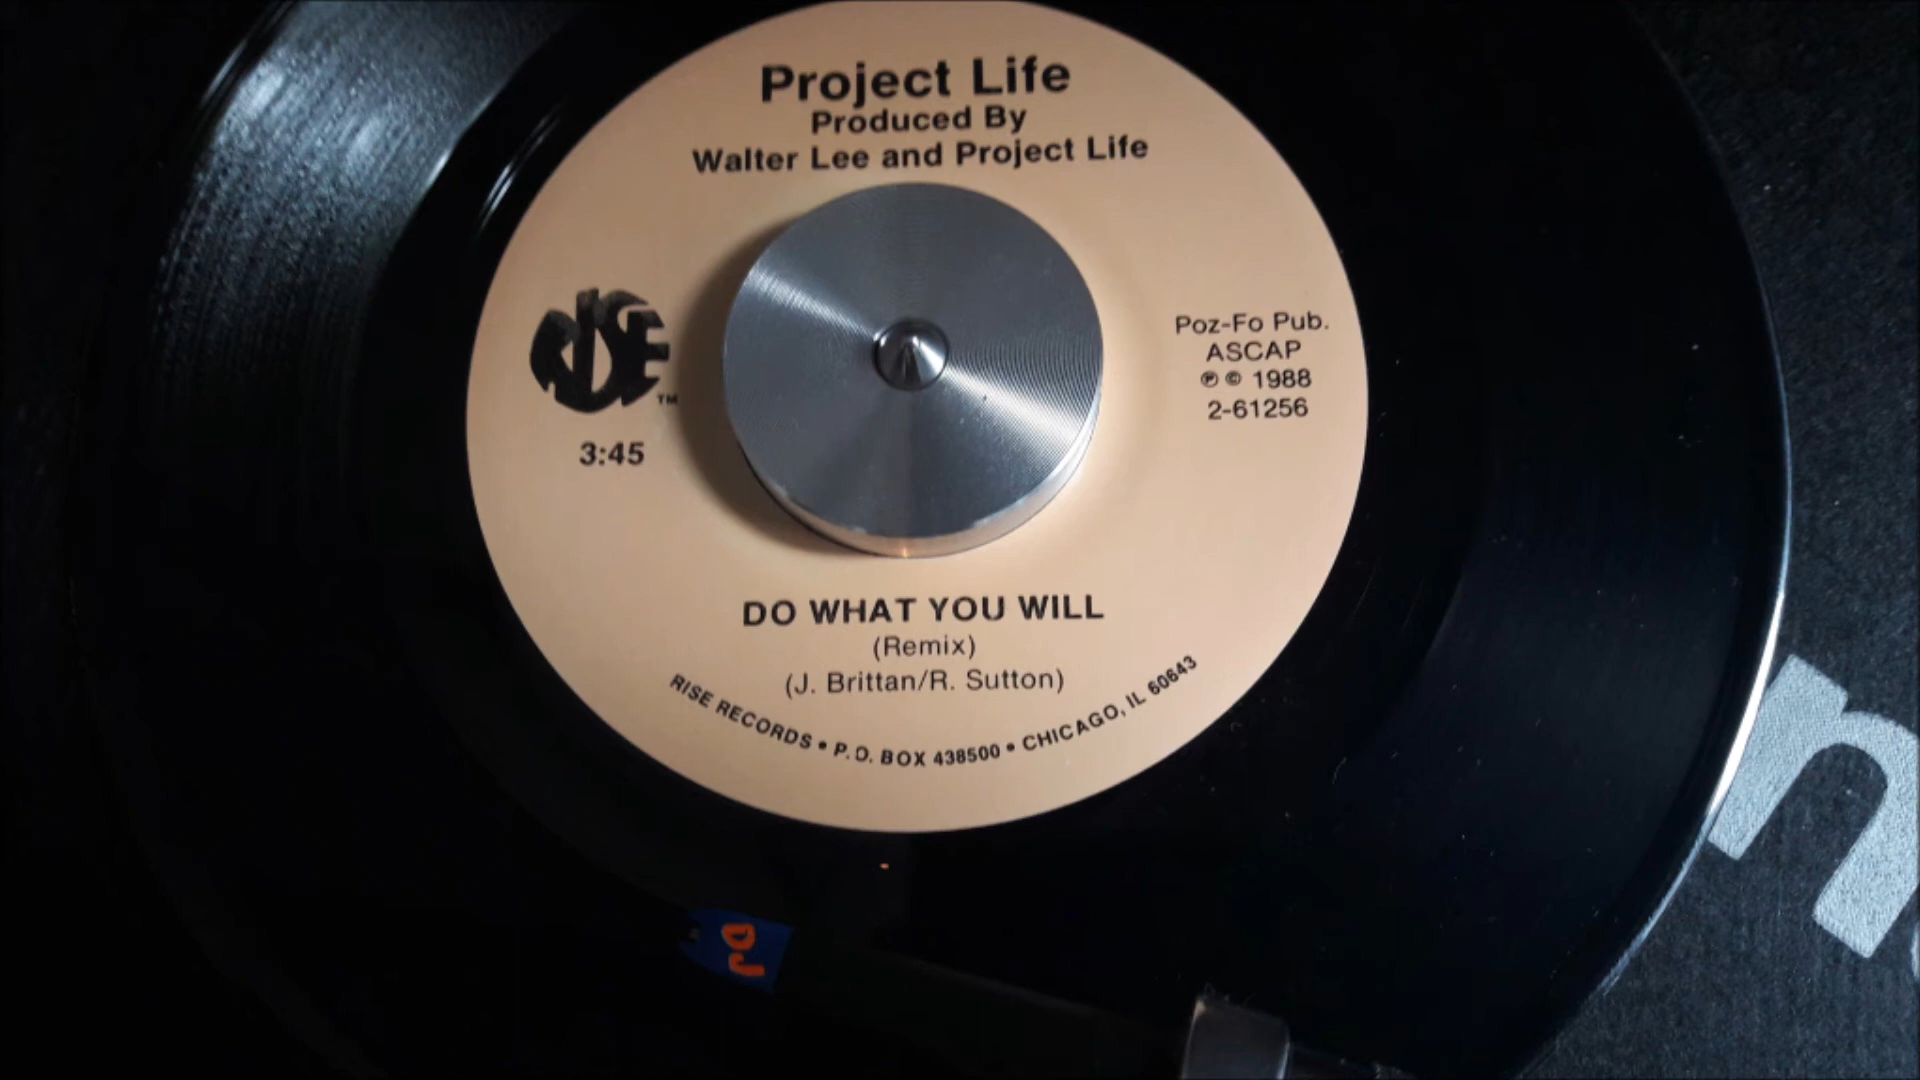 Project Life
Produced By
Walter Lee and Project Life
RISE
TM
3:45
Poz-Fo Pub.
ASCAP
℗ © 1988
2-61256
DO WHAT YOU WILL
(Remix)
(J. Brittan/R. Sutton)
RISE RECORDS • P.O. BOX 438500 • CHICAGO, IL 60643
DJ